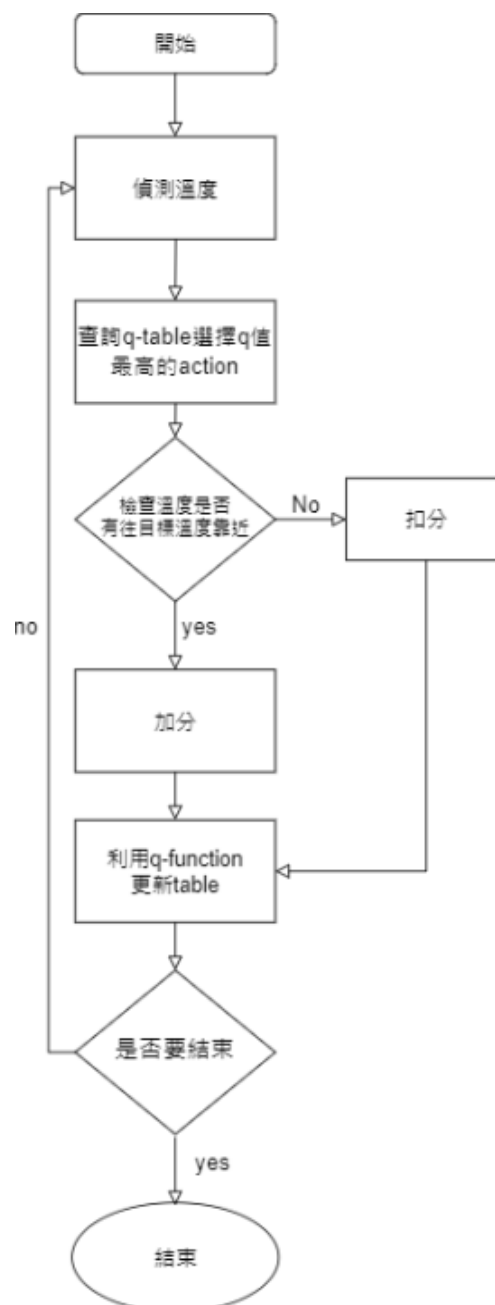 開始
偵測溫度
查詢q-table選擇q值
最高的action
檢查溫度是否
有往目標溫度靠近
No
扣分
no
yes
加分
利用q-function
更新table
是否要結束
yes
結束